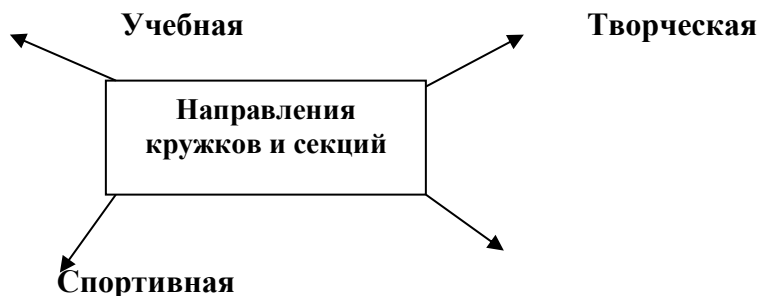 Учебная
Творческая
Направления
кружков и секций
Спортивная